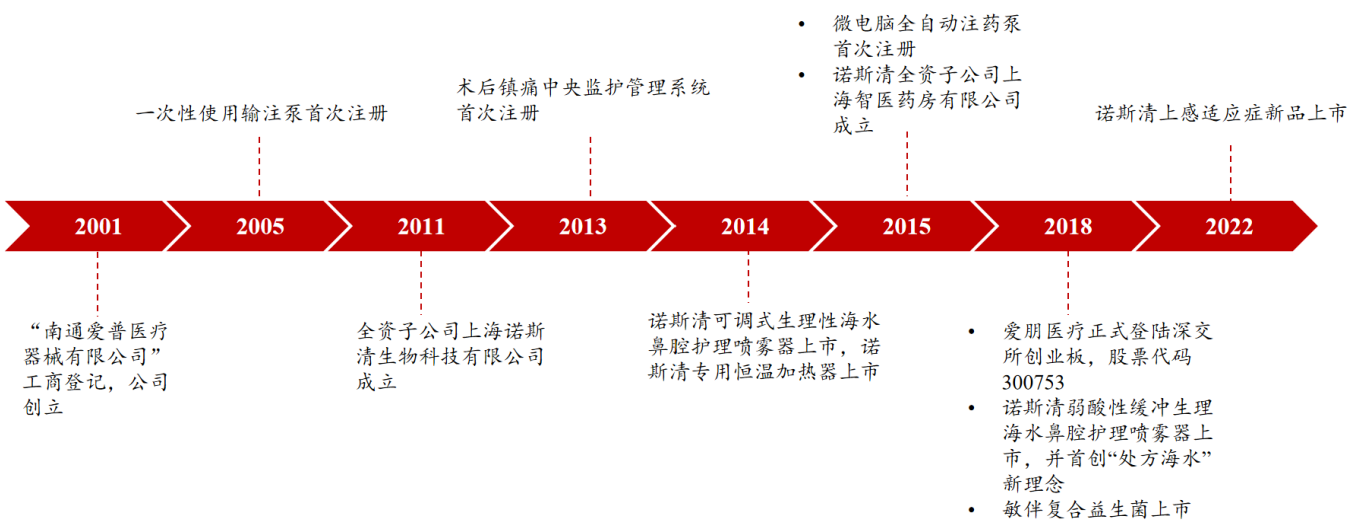 • 微电脑全自动注药泵
首次注册
• 诺斯清全资子公司上
海智医药房有限公司
成立
术后镇痛中央监护管理系统
首次注册
一次性使用输注泵首次注册
诺斯清上感适应症新品上市
2001
2005
2011
2013
2014
2015
2018
2022
“南通爱普医疗
器械有限公司”
工商登记，公司
创立
全资子公司上海诺斯
清生物科技有限公司
成立
诺斯清可调式生理性海水
鼻腔护理喷雾器上市，诺
斯清专用恒温加热器上市
• 爱朋医疗正式登陆深交
所创业板，股票代码
300753
• 诺斯清弱酸性缓冲生理
海水鼻腔护理喷雾器上
市，并首创“处方海水”
新理念
• 敏伴复合益生菌上市